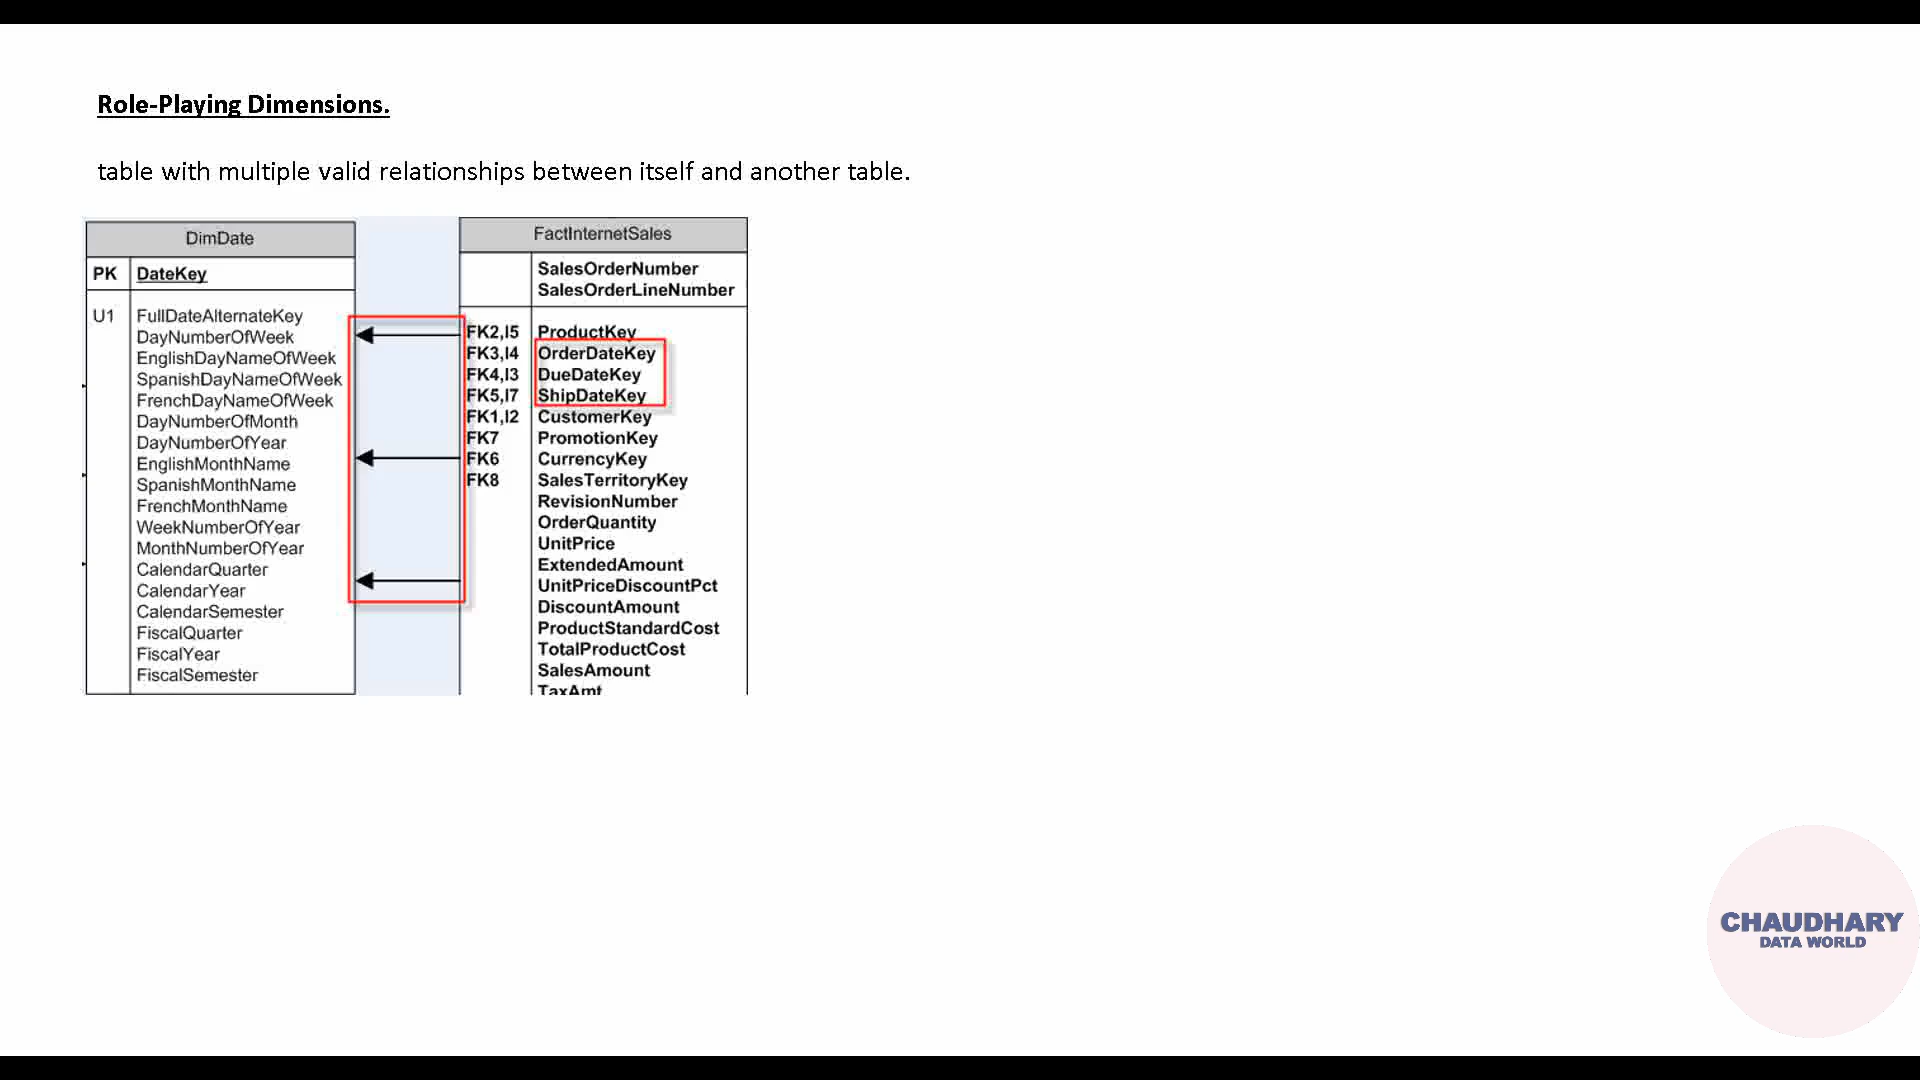 Role-Playing Dimensions.
table with multiple valid relationships between itself and another table.
DimDate
PK DateKey
U1 FullDateAlternateKey
DayNumberOfWeek
EnglishDayNameOfWeek
SpanishDayNameOfWeek
FrenchDayNameOfWeek
DayNumberOfMonth
DayNumberOfYear
EnglishMonthName
SpanishMonthName
FrenchMonthName
WeekNumberOfYear
MonthNumberOfYear
CalendarQuarter
CalendarYear
CalendarSemester
FiscalQuarter
FiscalYear
FiscalSemester
FactInternetSales
SalesOrderNumber
SalesOrderLineNumber
FK2,I5 ProductKey
FK3,I4 OrderDateKey
FK4,I3 DueDateKey
FK5,I7 ShipDateKey
FK1,I2 CustomerKey
FK7 PromotionKey
FK6 CurrencyKey
FK8 SalesTerritoryKey
RevisionNumber
OrderQuantity
UnitPrice
ExtendedAmount
UnitPriceDiscountPct
DiscountAmount
ProductStandardCost
TotalProductCost
SalesAmount
TaxAmt
CHAUDHARY
DATA WORLD